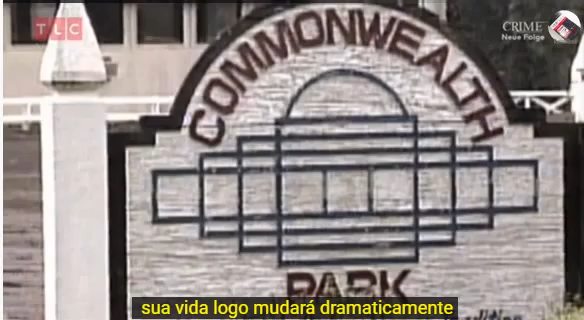 TLC
CRIME
Neue Folge
COMMONWEALTH
PARK
sua vida logo mudará dramaticamente